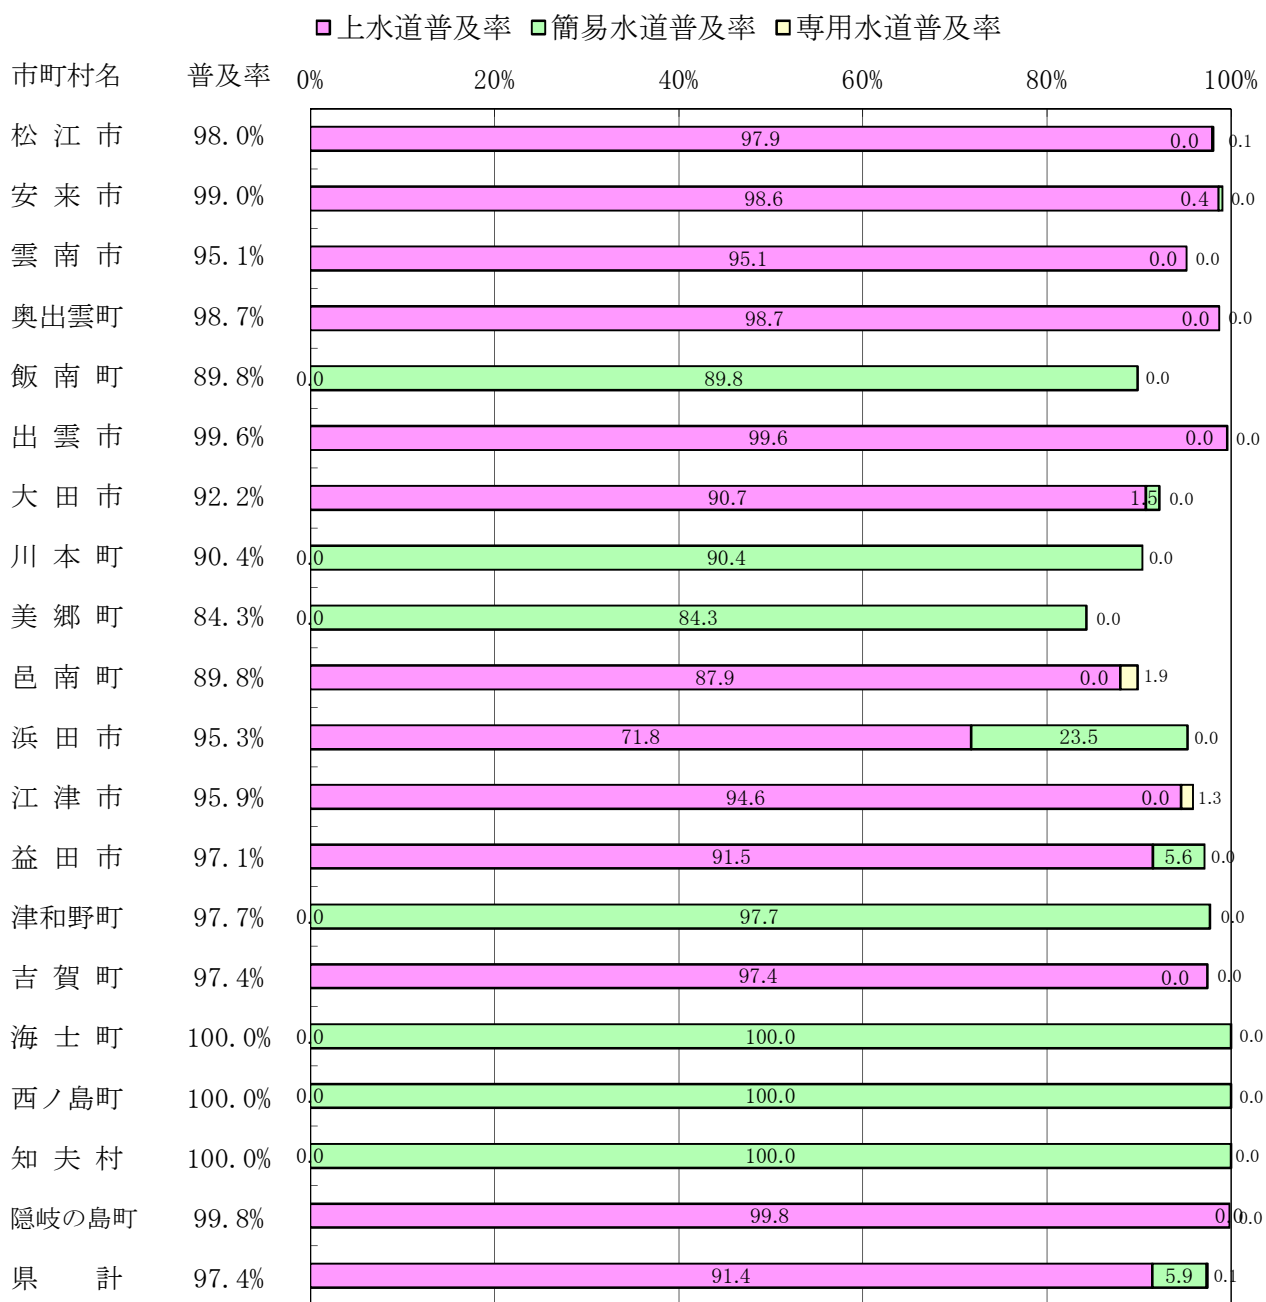 上水道普及率 簡易水道普及率 専用水道普及率
市町村名 普及率 0% 20% 40% 60% 80% 100%
松江市 98.0% 97.9 0.0 0.1
安来市 99.0% 98.6 0.4 0.0
雲南市 95.1% 95.1 0.0 0.0
奥出雲町 98.7% 98.7 0.0 0.0
飯南町 89.8% 0.0 89.8 0.0
出雲市 99.6% 99.6 0.0 0.0
大田市 92.2% 90.7 1.5 0.0
川本町 90.4% 0.0 90.4 0.0
美郷町 84.3% 0.0 84.3 0.0
邑南町 89.8% 87.9 0.0 1.9
浜田市 95.3% 71.8 23.5 0.0
江津市 95.9% 94.6 0.0 1.3
益田市 97.1% 91.5 5.6 0.0
津和野町 97.7% 0.0 97.7 0.0
吉賀町 97.4% 97.4 0.0 0.0
海士町 100.0% 0.0 100.0 0.0
西ノ島町 100.0% 0.0 100.0 0.0
知夫村 100.0% 0.0 100.0 0.0
隠岐の島町 99.8% 99.8 0.0 0.0
県計 97.4% 91.4 5.9 0.1